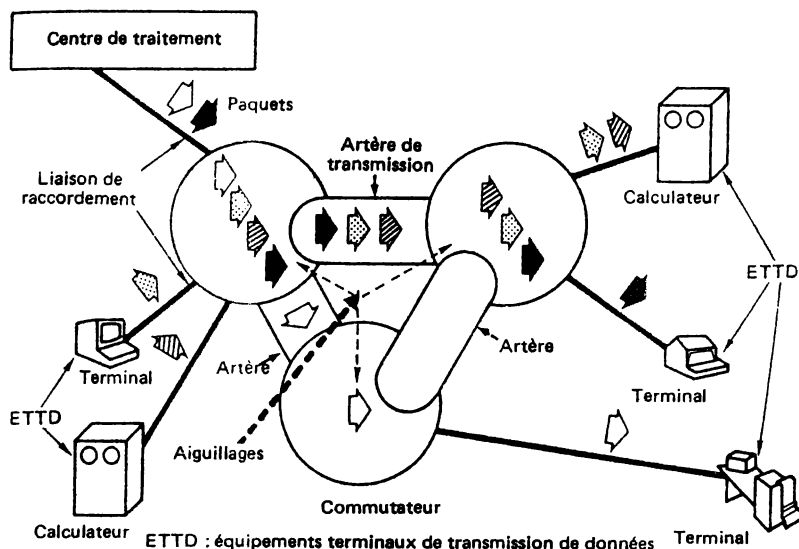 Centre de traitement
Paquets
Artère de
transmission
Liaison de
raccordement
Calculateur
ETTD
Terminal
Artère
Artère
Terminal
ETTD
Aiguillages
Calculateur
Commutateur
Terminal
ETTD : équipements terminaux de transmission de données